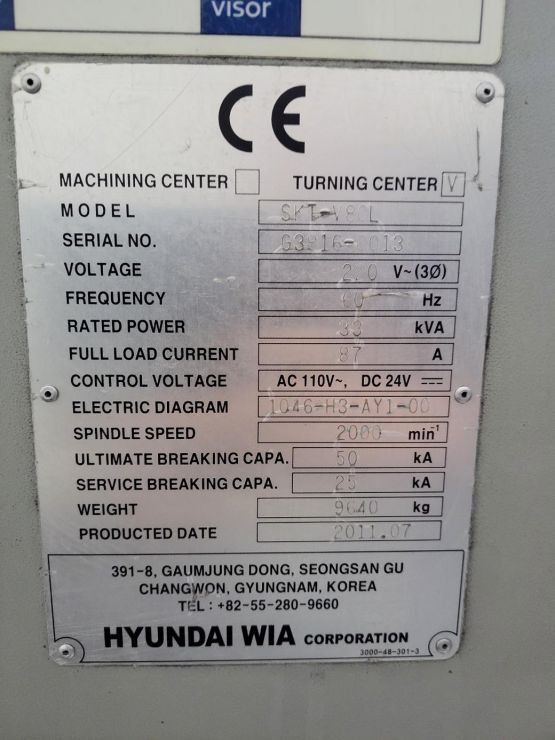 visor
CE
MACHINING CENTER TURNING CENTER V
MODEL
SERIAL NO.
VOLTAGE V~(3Ø)
FREQUENCY 60 Hz
RATED POWER kVA
FULL LOAD CURRENT 87 A
CONTROL VOLTAGE AC 110V~, DC 24V
ELECTRIC DIAGRAM 1046-H3-AY1-00
SPINDLE SPEED 2000 min⁻¹
ULTIMATE BREAKING CAPA. 50 kA
SERVICE BREAKING CAPA. 25 kA
WEIGHT kg
PRODUCTED DATE 2011.07
391-8, GAUMJUNG DONG, SEONGSAN GU
CHANGWON, GYUNGNAM, KOREA
TEL : +82-55-280-9660
HYUNDAI WIA CORPORATION
3000-48-301-3